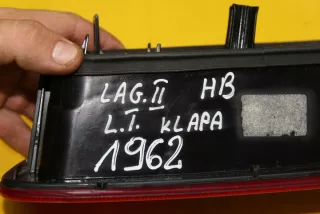 LAG. II HB
L.T. KLAPA
1962